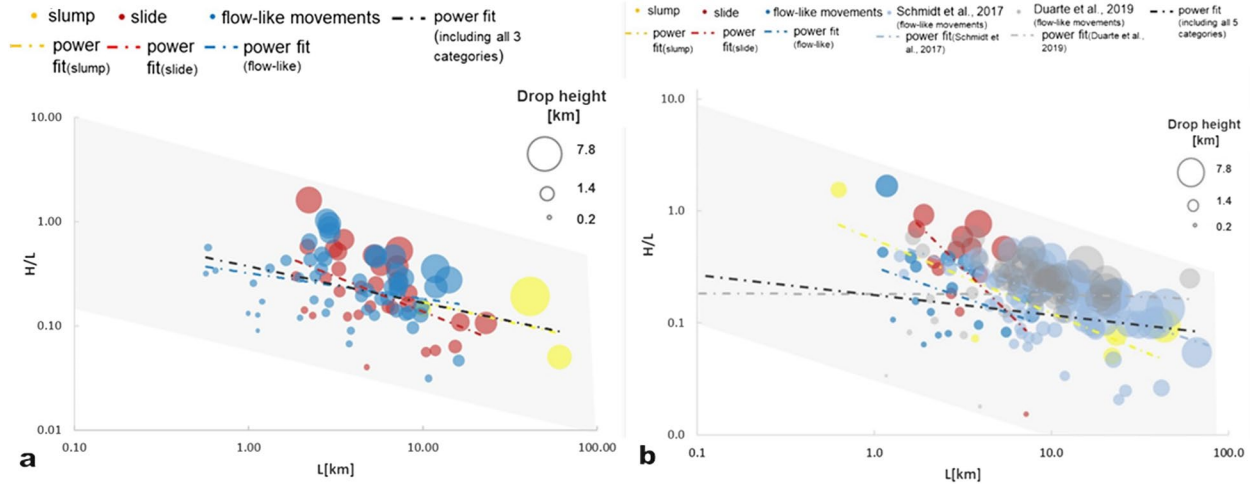 slump slide flow-like movements power fit
(including all 3
categories)
power power power fit
fit(slump) fit(slide) (flow-like)
Drop height
[km]
7.8
1.4
0.2
10.00
1.00
0.10
0.01
H/L
0.10 1.00 10.00 100.00
L[km]
a
slump slide flow-like movements Schmidt et al., 2017 Duarte et al., 2019 power fit
(flow-like movements) (flow-like movements) (including all 5
categories)
power power power fit power fit(Schmidt et power fit(Duarte et al.,
fit(slump) fit(slide) (flow-like) al., 2017) 2019)
Drop height
[km]
7.8
1.4
0.2
10.0
1.0
0.1
0.0
H/L
0.1 1.0 10.0 100.0
L[km]
b